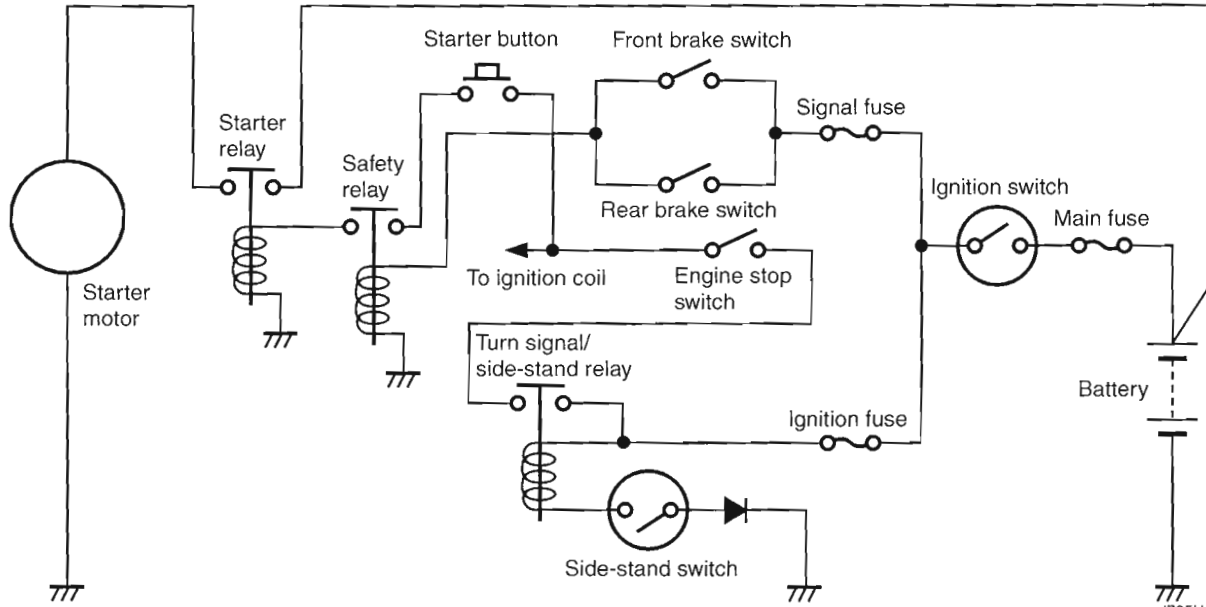 Starter button
Front brake switch
Signal fuse
Starter
relay
Safety
relay
Rear brake switch
Ignition switch
Main fuse
To ignition coil
Engine stop
switch
Starter
motor
Turn signal/
side-stand relay
Battery
Ignition fuse
Side-stand switch